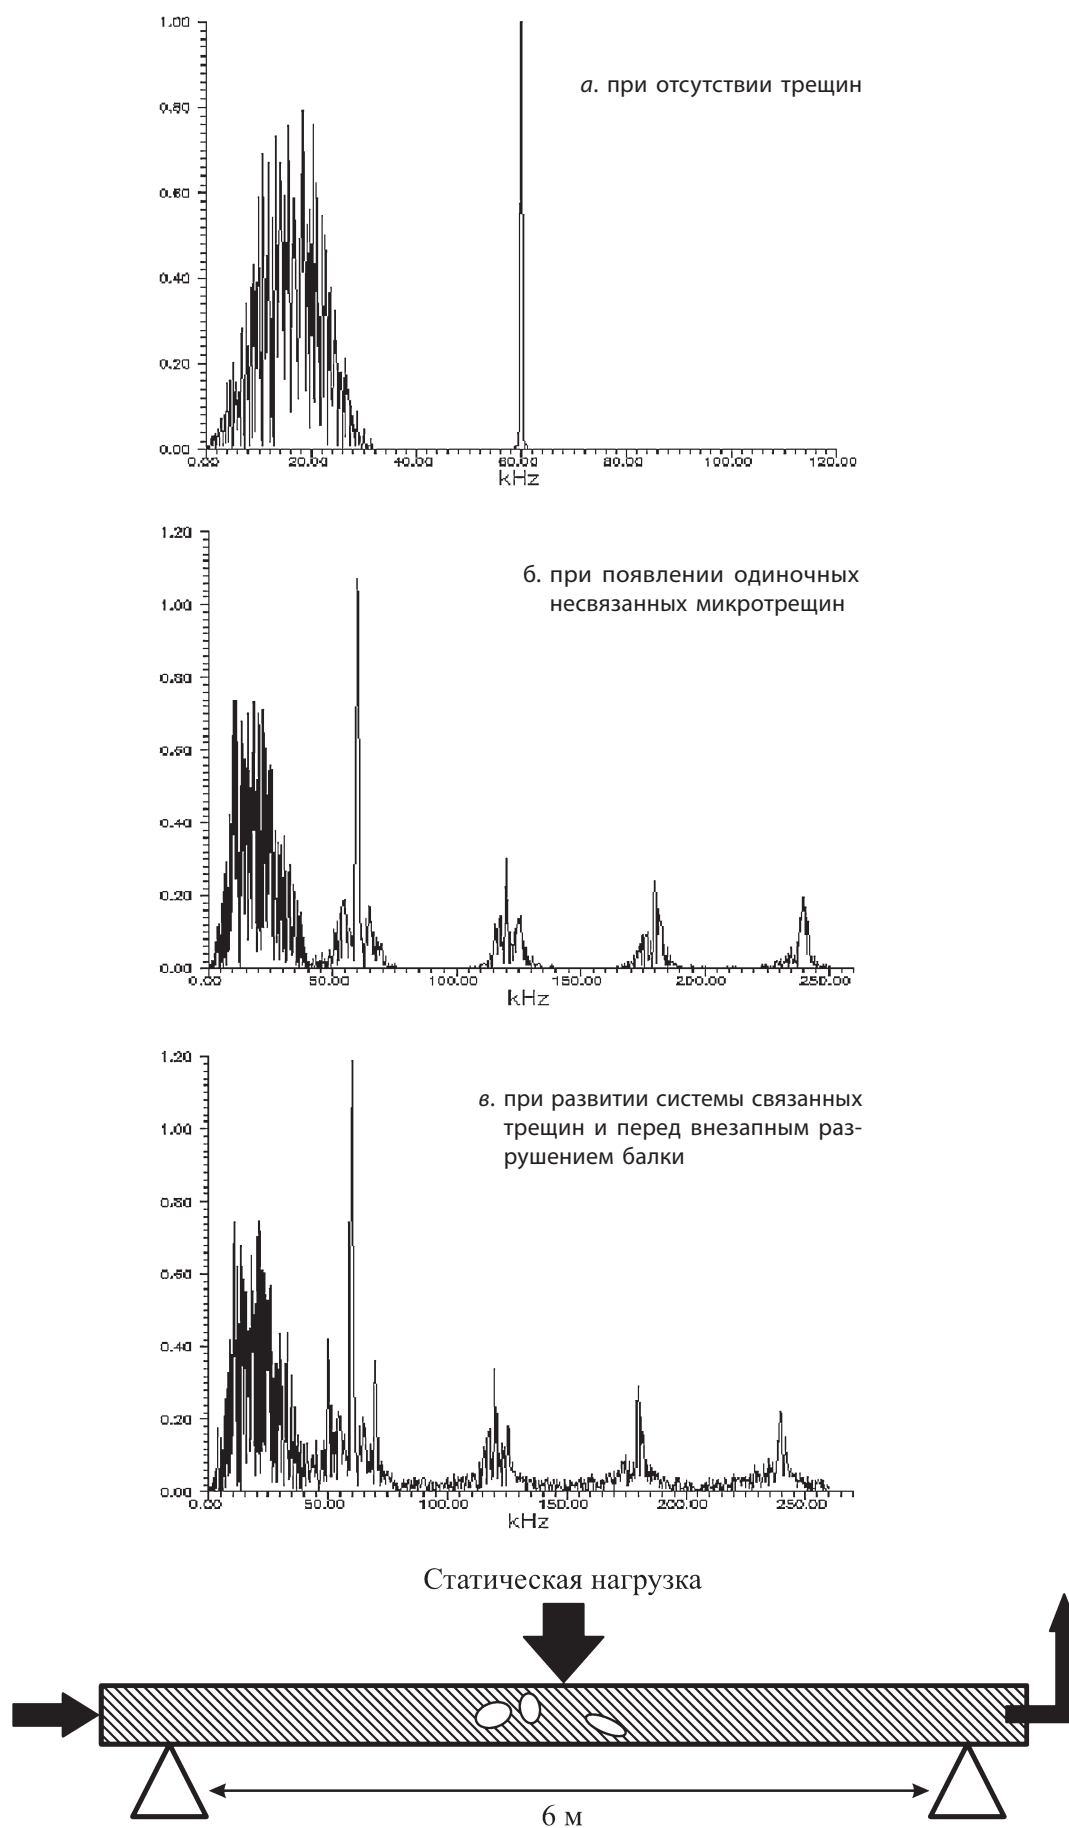 1.00
а. при отсутствии трещин
0.80
0.60
0.40
0.20
0.00
0.00 20.00 40.00 60.00 80.00 100.00 120.00
kHz
1.20
б. при появлении одиночных
несвязанных микротрещин
1.00
0.80
0.60
0.40
0.20
0.00
0.00 50.00 100.00 150.00 200.00 250.00
kHz
1.20
в. при развитии системы связанных
трещин и перед внезапным раз-
рушением балки
1.00
0.80
0.60
0.40
0.20
0.00
0.00 50.00 100.00 150.00 200.00 250.00
kHz
Статическая нагрузка
6 м